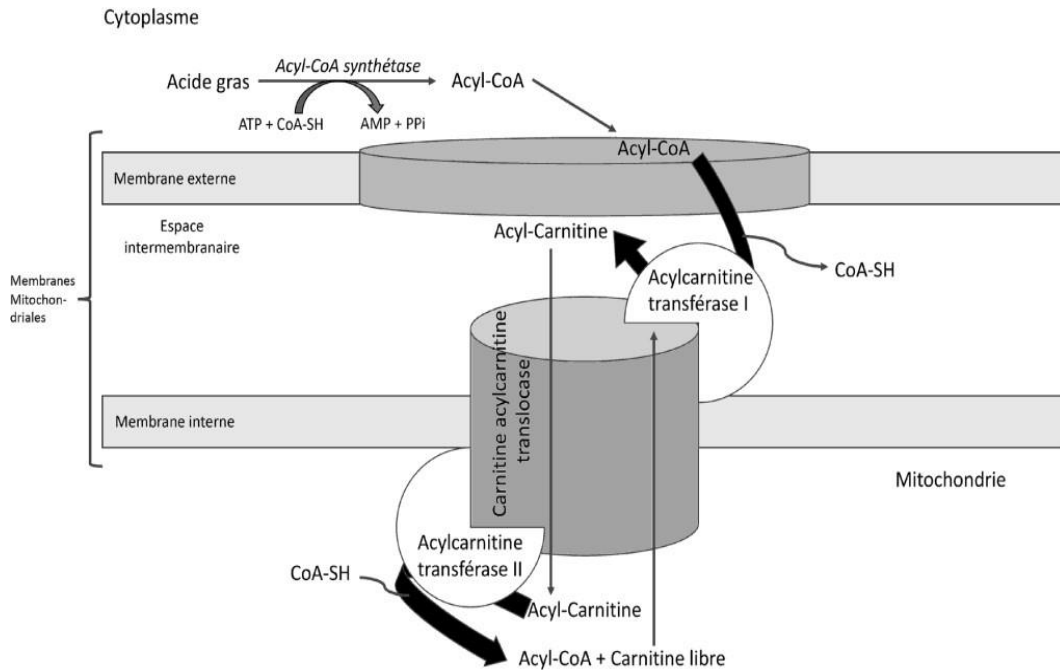 Cytoplasme
Acyl-CoA synthétase
Acide gras
Acyl-CoA
ATP + CoA-SH
AMP + PPi
Acyl-CoA
Membrane externe
Espace
intermembranaire
Acyl-Carnitine
CoA-SH
Acylcarnitine
transférase I
Membranes
Mitochon-
driales
Carnitine acylcarnitine
translocase
Membrane interne
Mitochondrie
Acylcarnitine
transférase II
CoA-SH
Acyl-Carnitine
Acyl-CoA + Carnitine libre